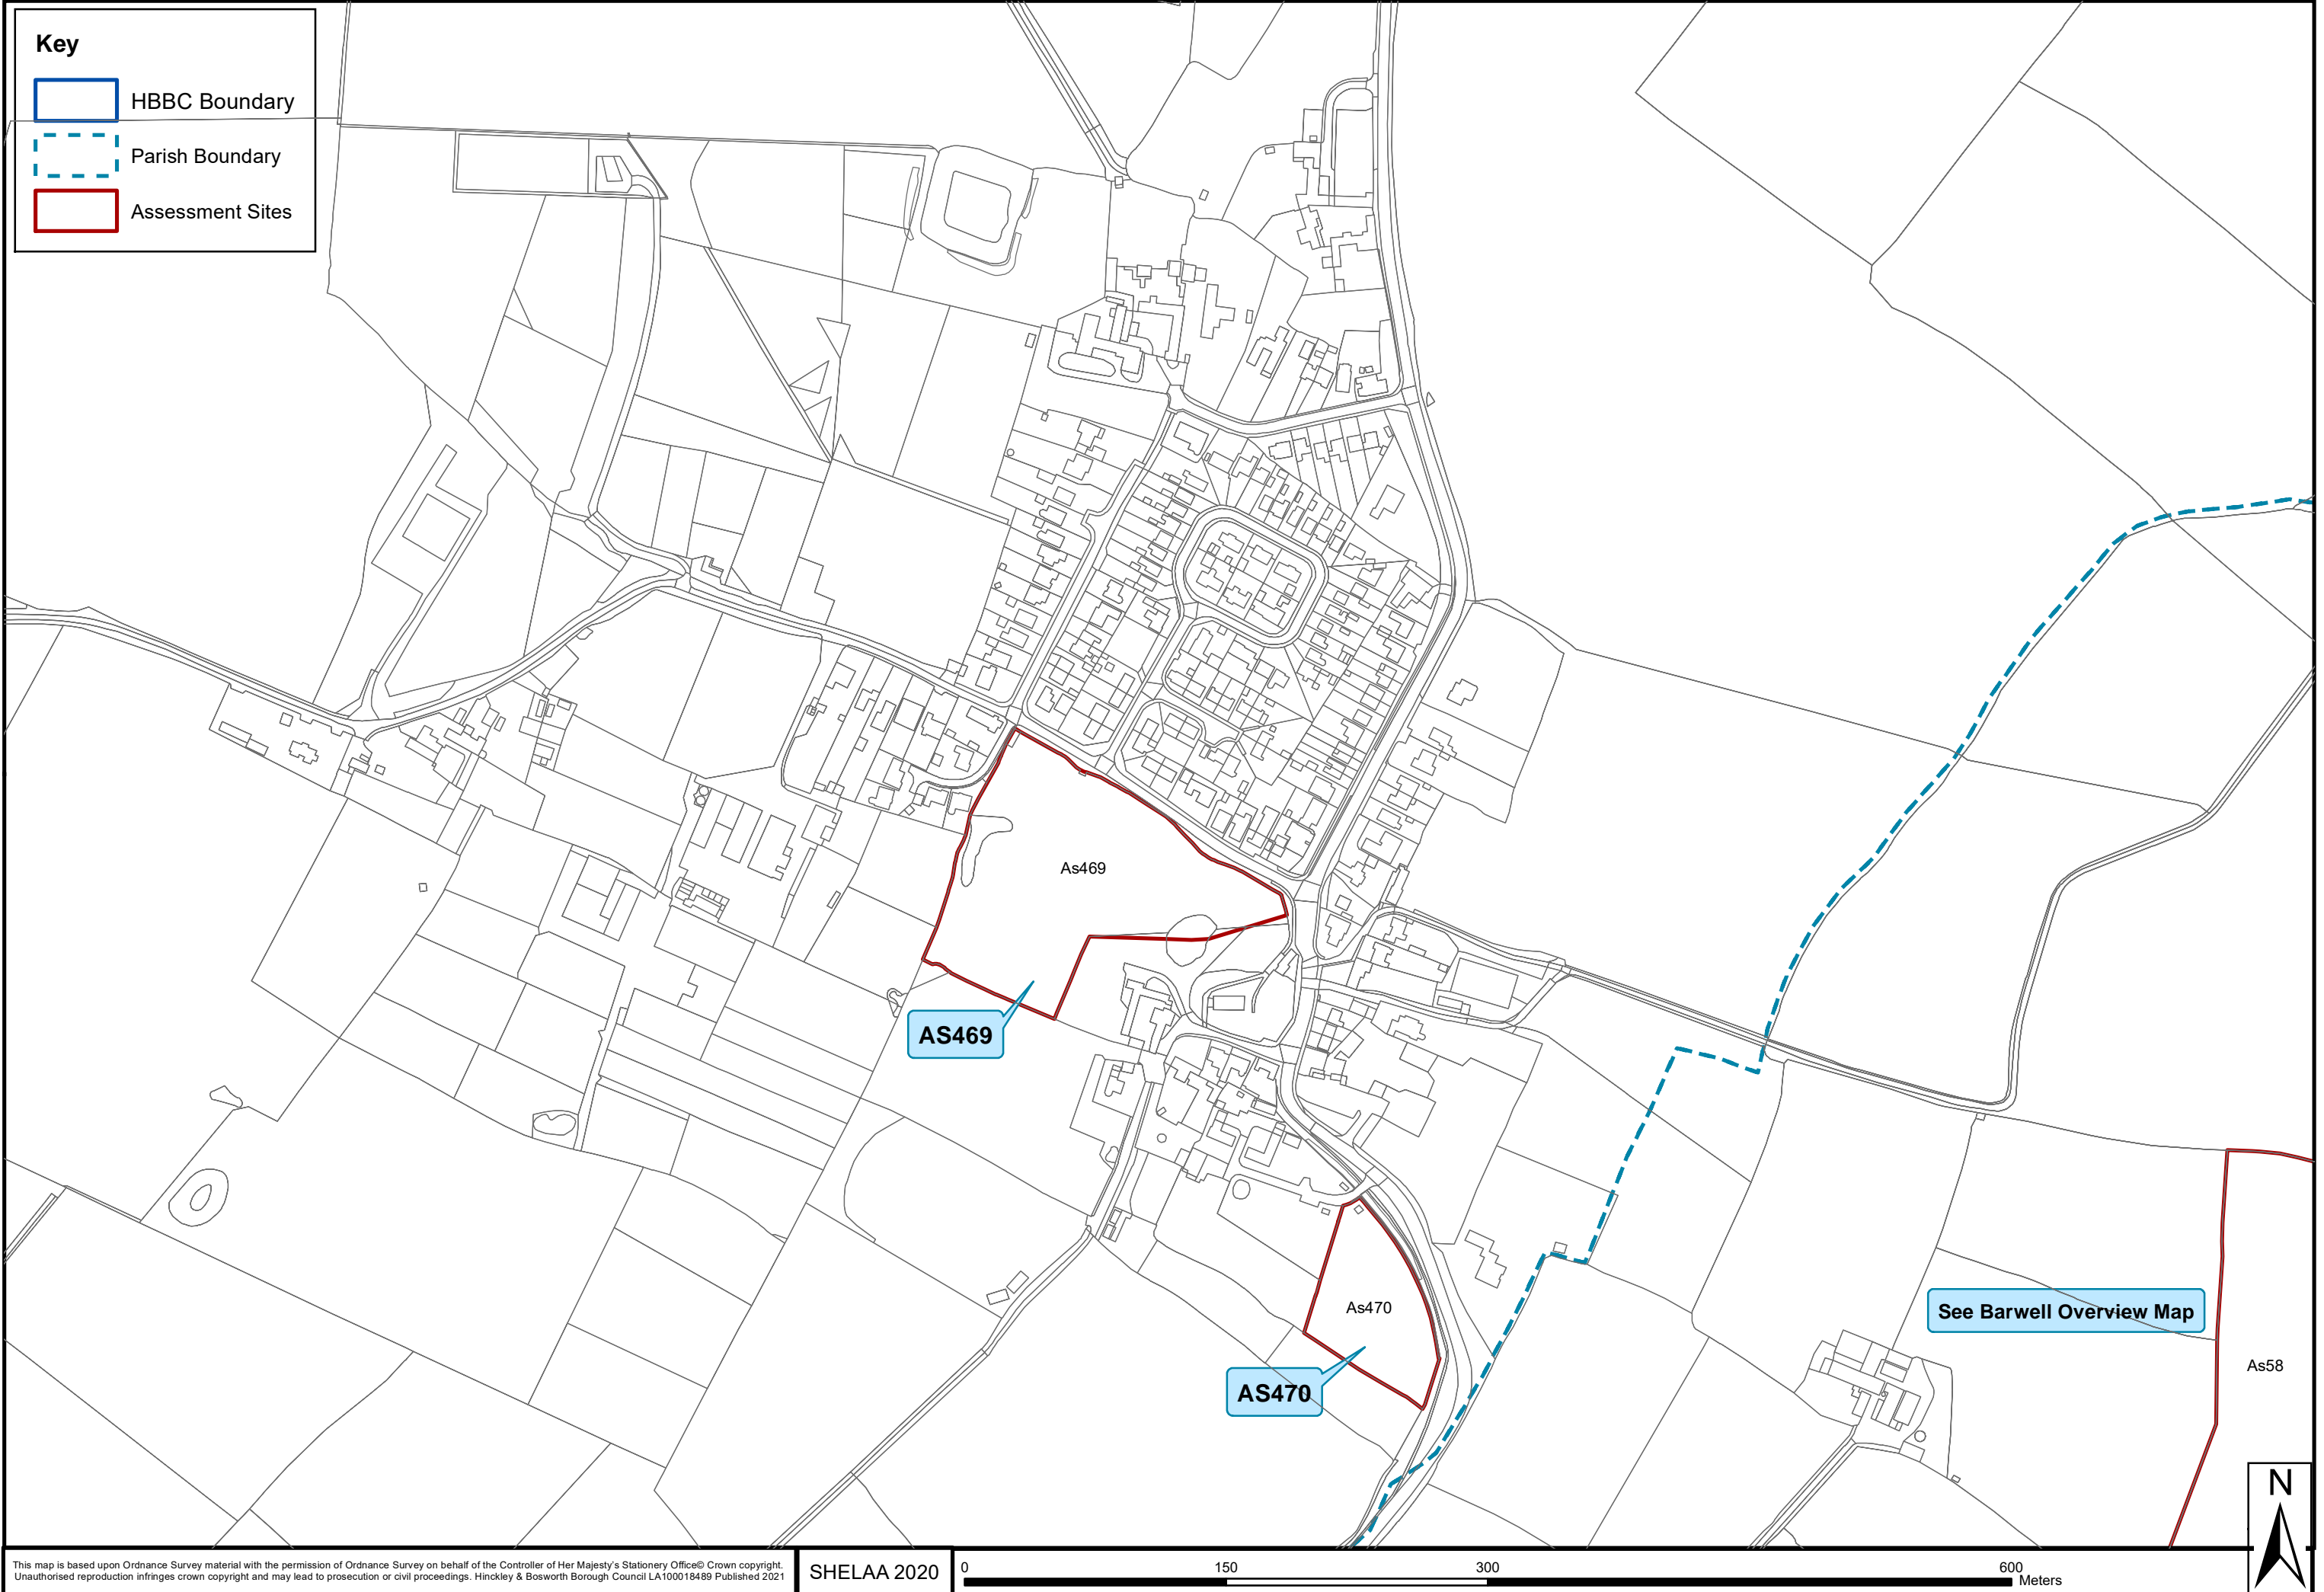 Key
HBBC Boundary
Parish Boundary
Assessment Sites
As469
AS469
As470
AS470
See Barwell Overview Map
As58
N
This map is based upon Ordnance Survey material with the permission of Ordnance Survey on behalf of the Controller of Her Majesty's Stationery Office© Crown copyright.
Unauthorised reproduction infringes crown copyright and may lead to prosecution or civil proceedings. Hinckley & Bosworth Borough Council LA100018489 Published 2021
SHELAA 2020
0 150 300 600
Meters